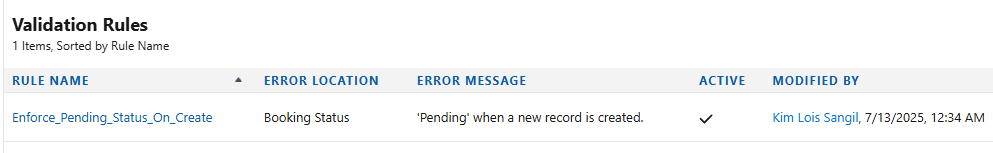 Validation Rules
1 Items, Sorted by Rule Name
RULE NAME ERROR LOCATION ERROR MESSAGE ACTIVE MODIFIED BY
Enforce_Pending_Status_On_Create Booking Status 'Pending' when a new record is created. Kim Lois Sangil, 7/13/2025, 12:34 AM